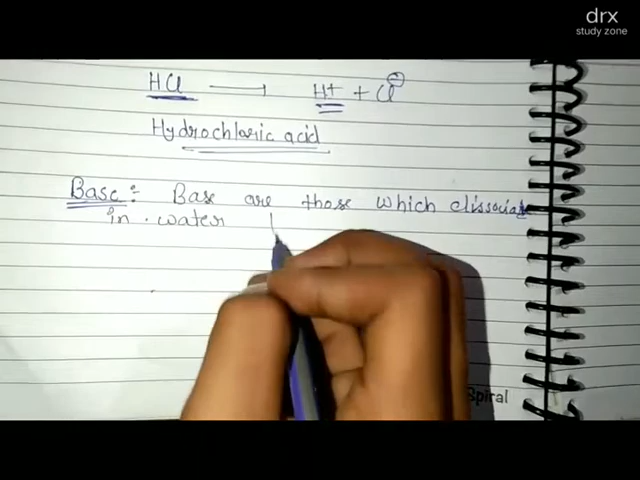 drx
study zone
HCl → H+ + Cl⊖
Hydrochloric acid
Base :- Base are those which dissociate
in . water
Spiral